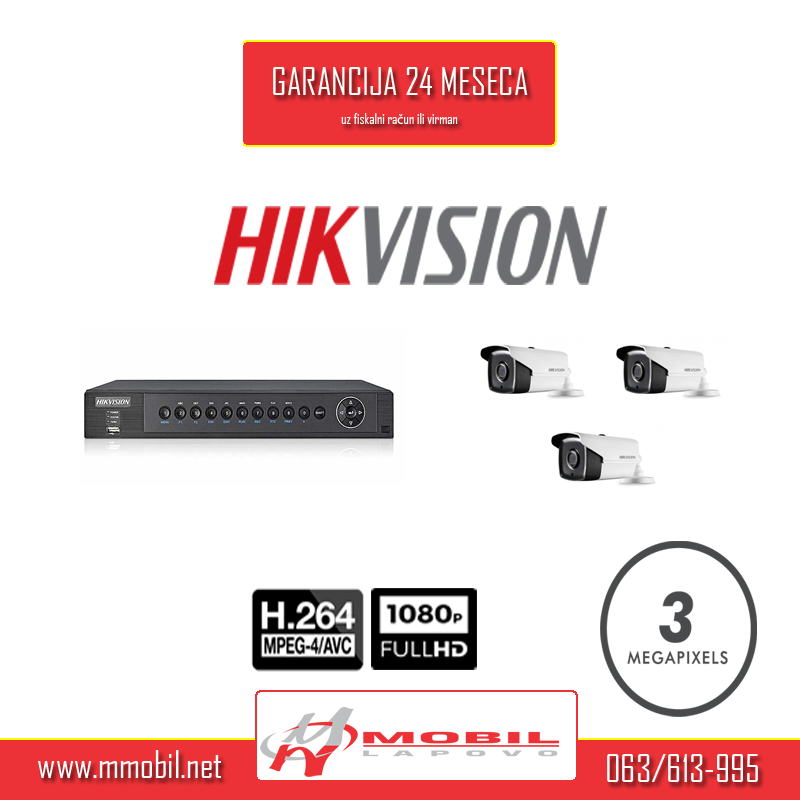 GARANCIJA 24 MESECA
uz fiskalni račun ili virman
HIKVISION
HIKVISION
H.264
MPEG-4/AVC
1080p
FULLHD
3
MEGAPIXELS
MOBIL
LAPOVO
www.mmobil.net
063/613-995